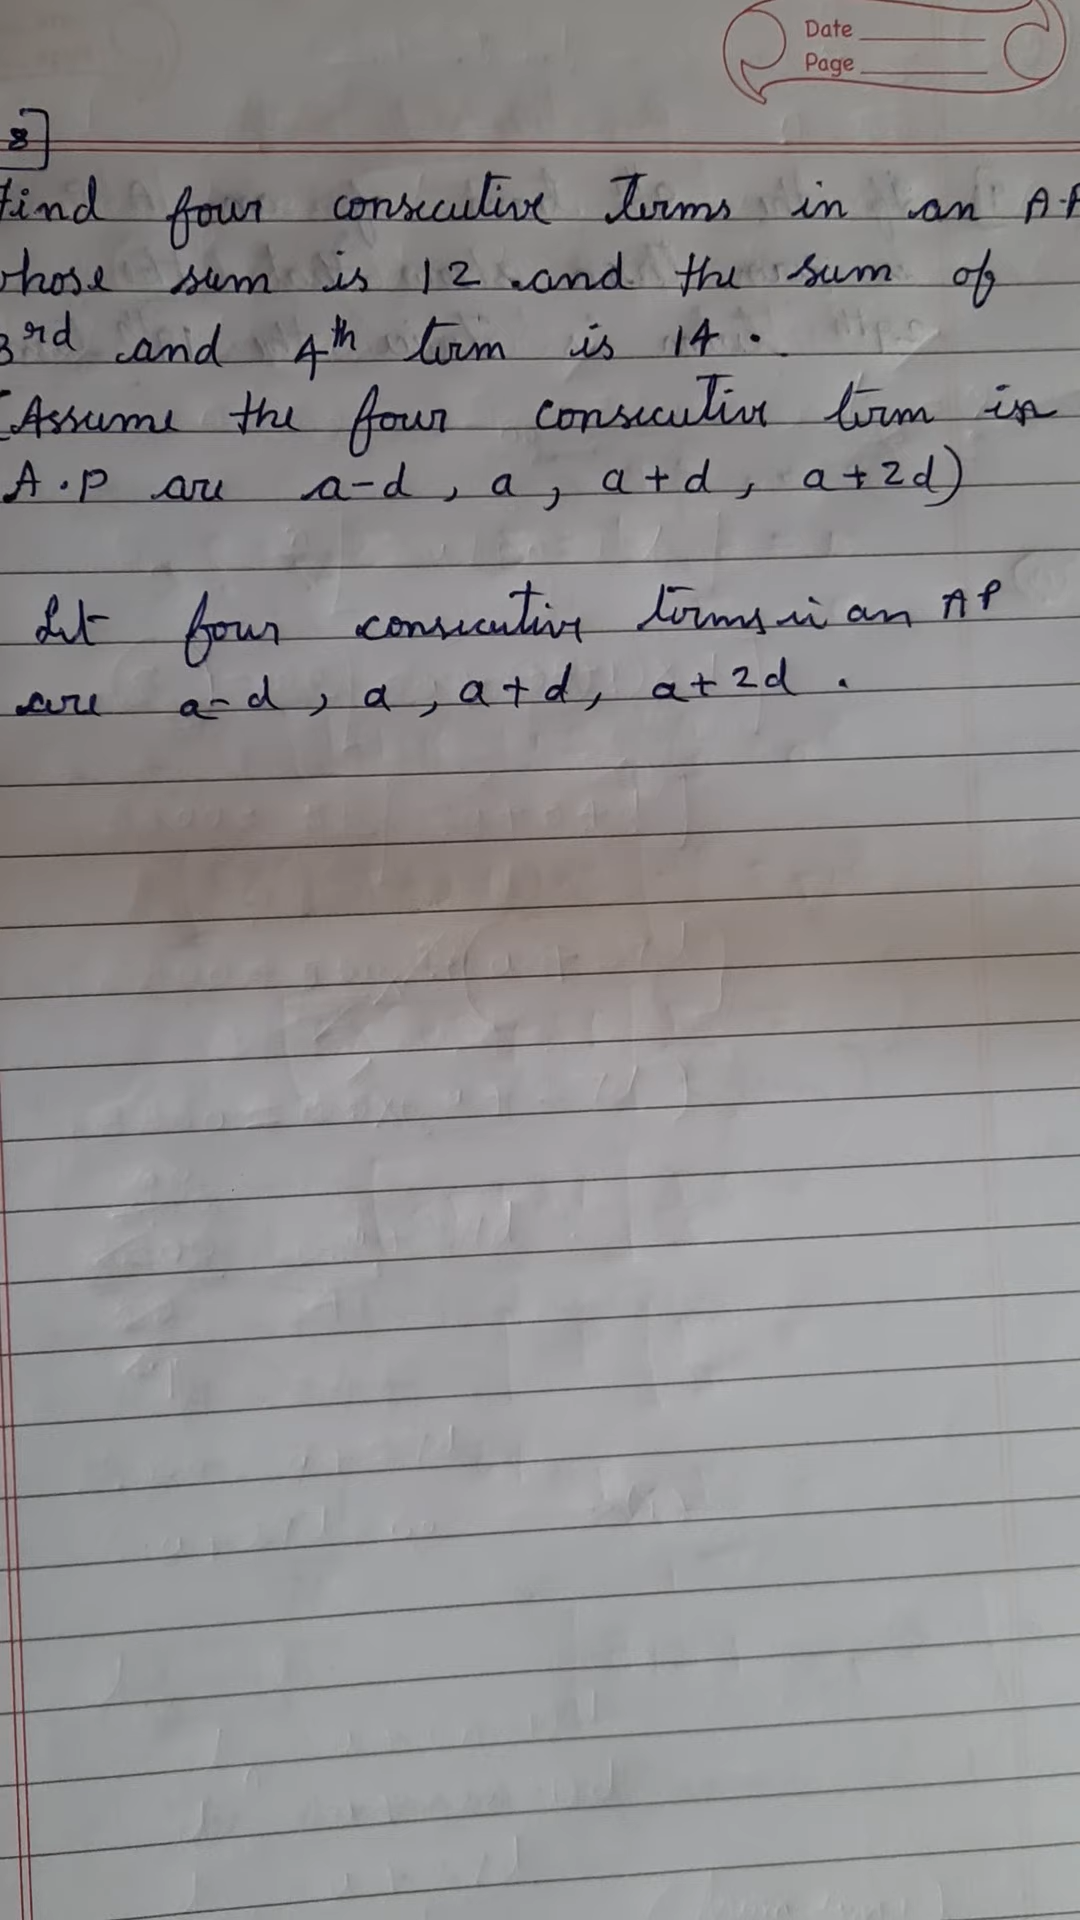 Date
Page
8]
Find four consecutive Terms in an A.P
whose sum is 12 and the sum of
3rd and 4th term is 14.
[Assume the four consecutive term in
A.P are a-d, a, a+d, a+2d)
Let four consecutive terms in an AP
are a-d, a, a+d, a+2d.